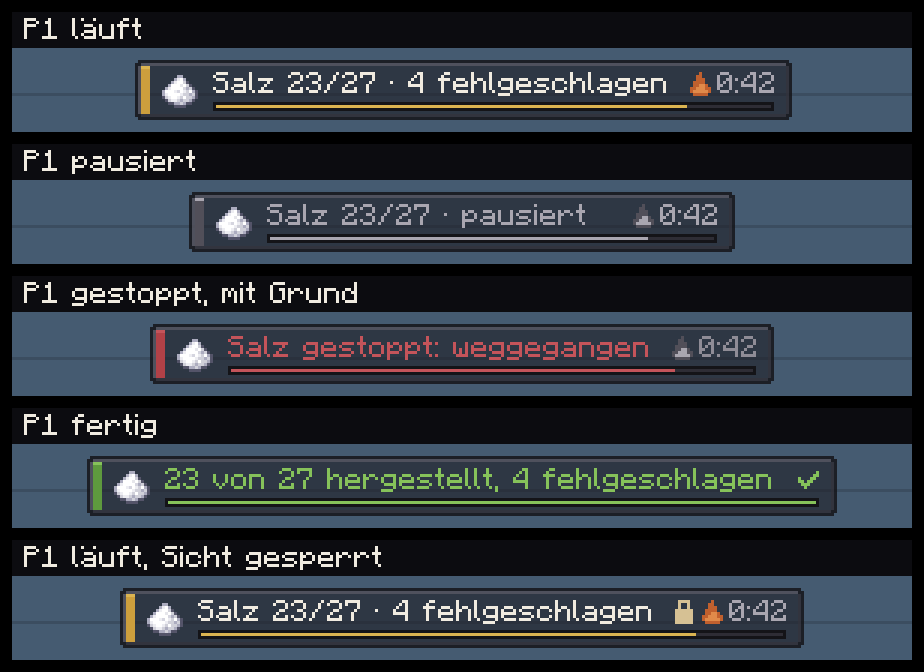 P1 läuft
Salz 23/27 · 4 fehlgeschlagen 0:42
P1 pausiert
Salz 23/27 · pausiert 0:42
P1 gestoppt, mit Grund
Salz gestoppt: weggegangen 0:42
P1 fertig
23 von 27 hergestellt, 4 fehlgeschlagen
P1 läuft, Sicht gesperrt
Salz 23/27 · 4 fehlgeschlagen 0:42